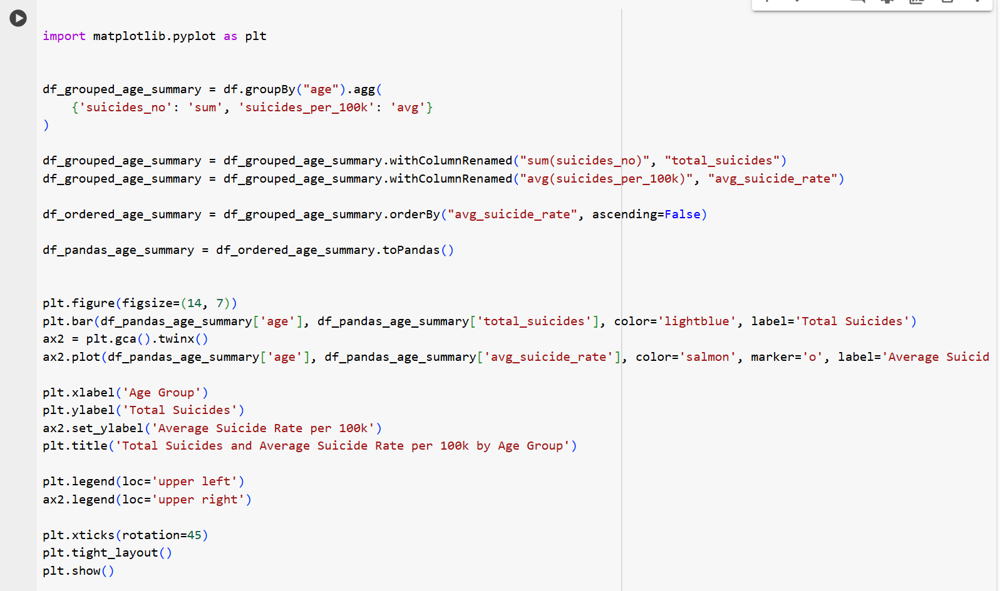 import matplotlib.pyplot as plt
df_grouped_age_summary = df.groupBy("age").agg(
{'suicides_no': 'sum', 'suicides_per_100k': 'avg'}
)
df_grouped_age_summary = df_grouped_age_summary.withColumnRenamed("sum(suicides_no)", "total_suicides")
df_grouped_age_summary = df_grouped_age_summary.withColumnRenamed("avg(suicides_per_100k)", "avg_suicide_rate")
df_ordered_age_summary = df_grouped_age_summary.orderBy("avg_suicide_rate", ascending=False)
df_pandas_age_summary = df_ordered_age_summary.toPandas()
plt.figure(figsize=(14, 7))
plt.bar(df_pandas_age_summary['age'], df_pandas_age_summary['total_suicides'], color='lightblue', label='Total Suicides')
ax2 = plt.gca().twinx()
ax2.plot(df_pandas_age_summary['age'], df_pandas_age_summary['avg_suicide_rate'], color='salmon', marker='o', label='Average Suicid
plt.xlabel('Age Group')
plt.ylabel('Total Suicides')
ax2.set_ylabel('Average Suicide Rate per 100k')
plt.title('Total Suicides and Average Suicide Rate per 100k by Age Group')
plt.legend(loc='upper left')
ax2.legend(loc='upper right')
plt.xticks(rotation=45)
plt.tight_layout()
plt.show()